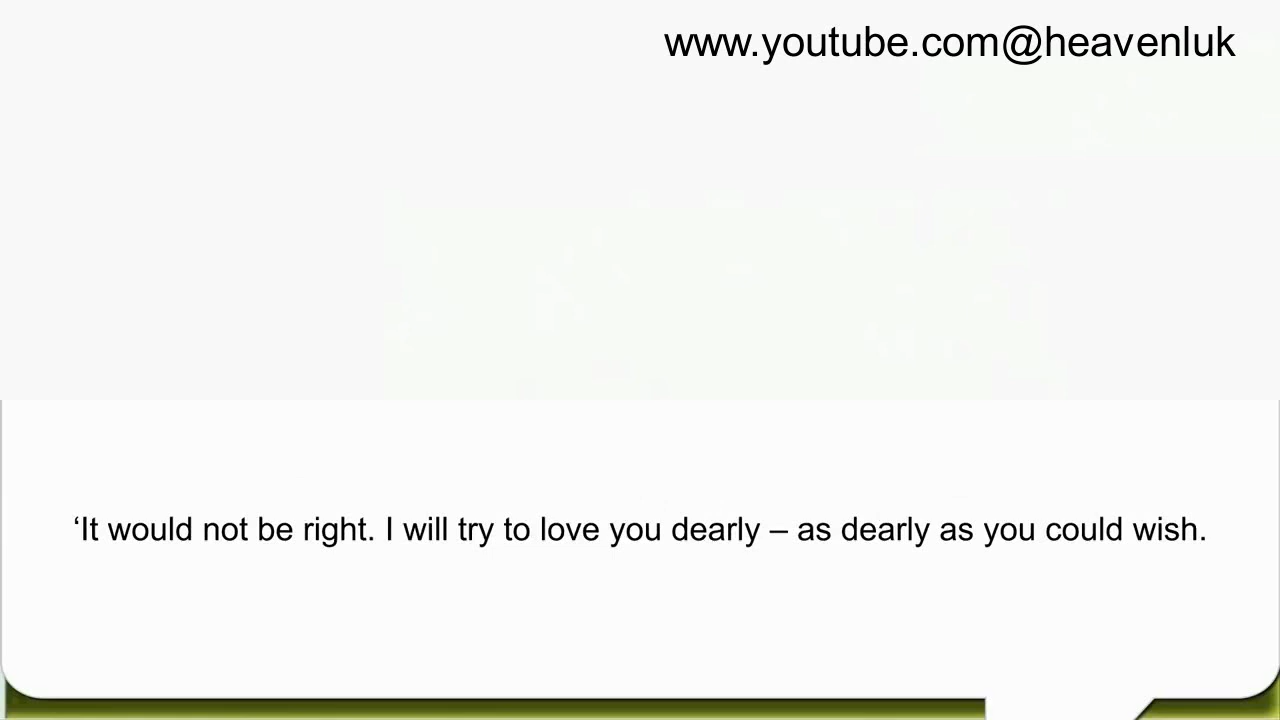 www.youtube.com@heavenluk
‘It would not be right. I will try to love you dearly – as dearly as you could wish.